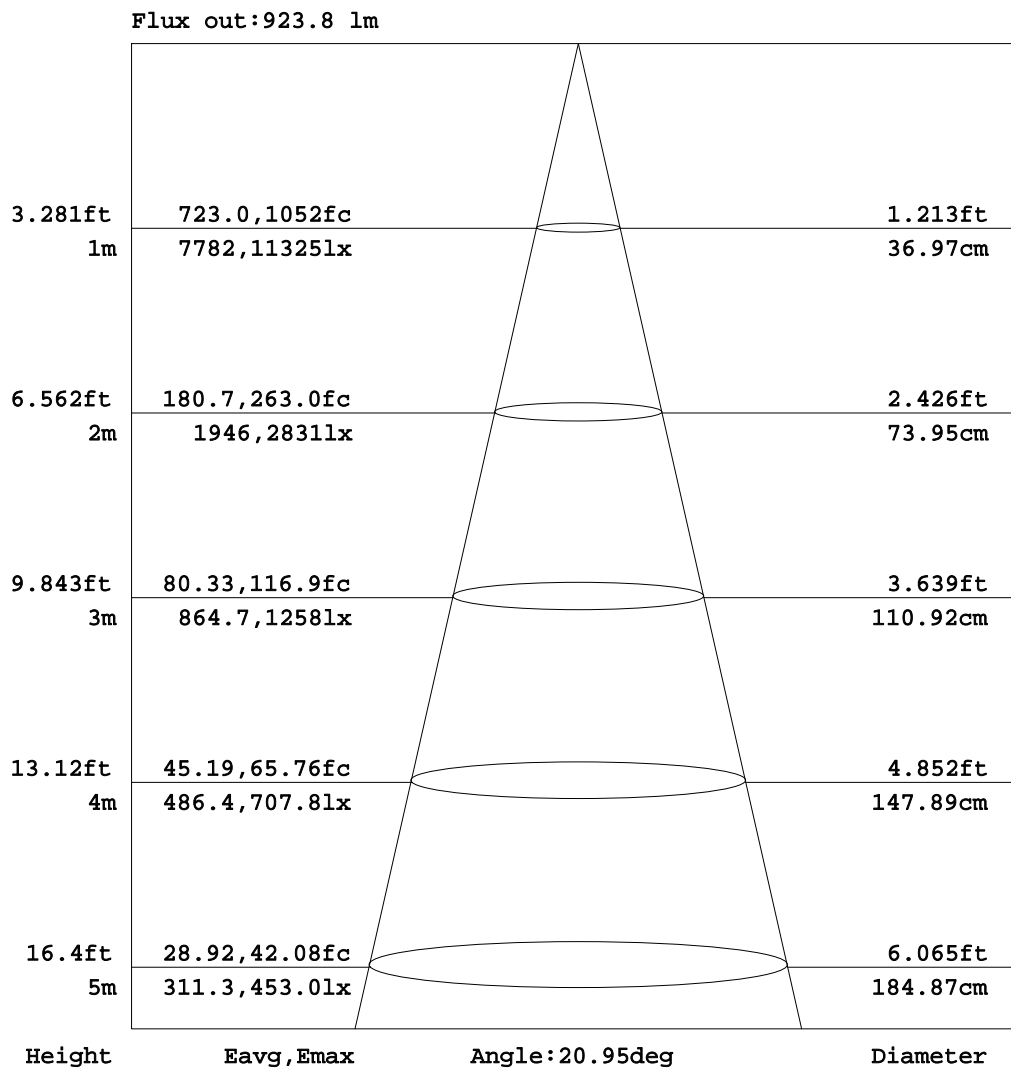 Flux out:923.8 lm
3.281ft 723.0,1052fc 1.213ft
1m 7782,11325lx 36.97cm
6.562ft 180.7,263.0fc 2.426ft
2m 1946,2831lx 73.95cm
9.843ft 80.33,116.9fc 3.639ft
3m 864.7,1258lx 110.92cm
13.12ft 45.19,65.76fc 4.852ft
4m 486.4,707.8lx 147.89cm
16.4ft 28.92,42.08fc 6.065ft
5m 311.3,453.0lx 184.87cm
Height Eavg,Emax Angle:20.95deg Diameter